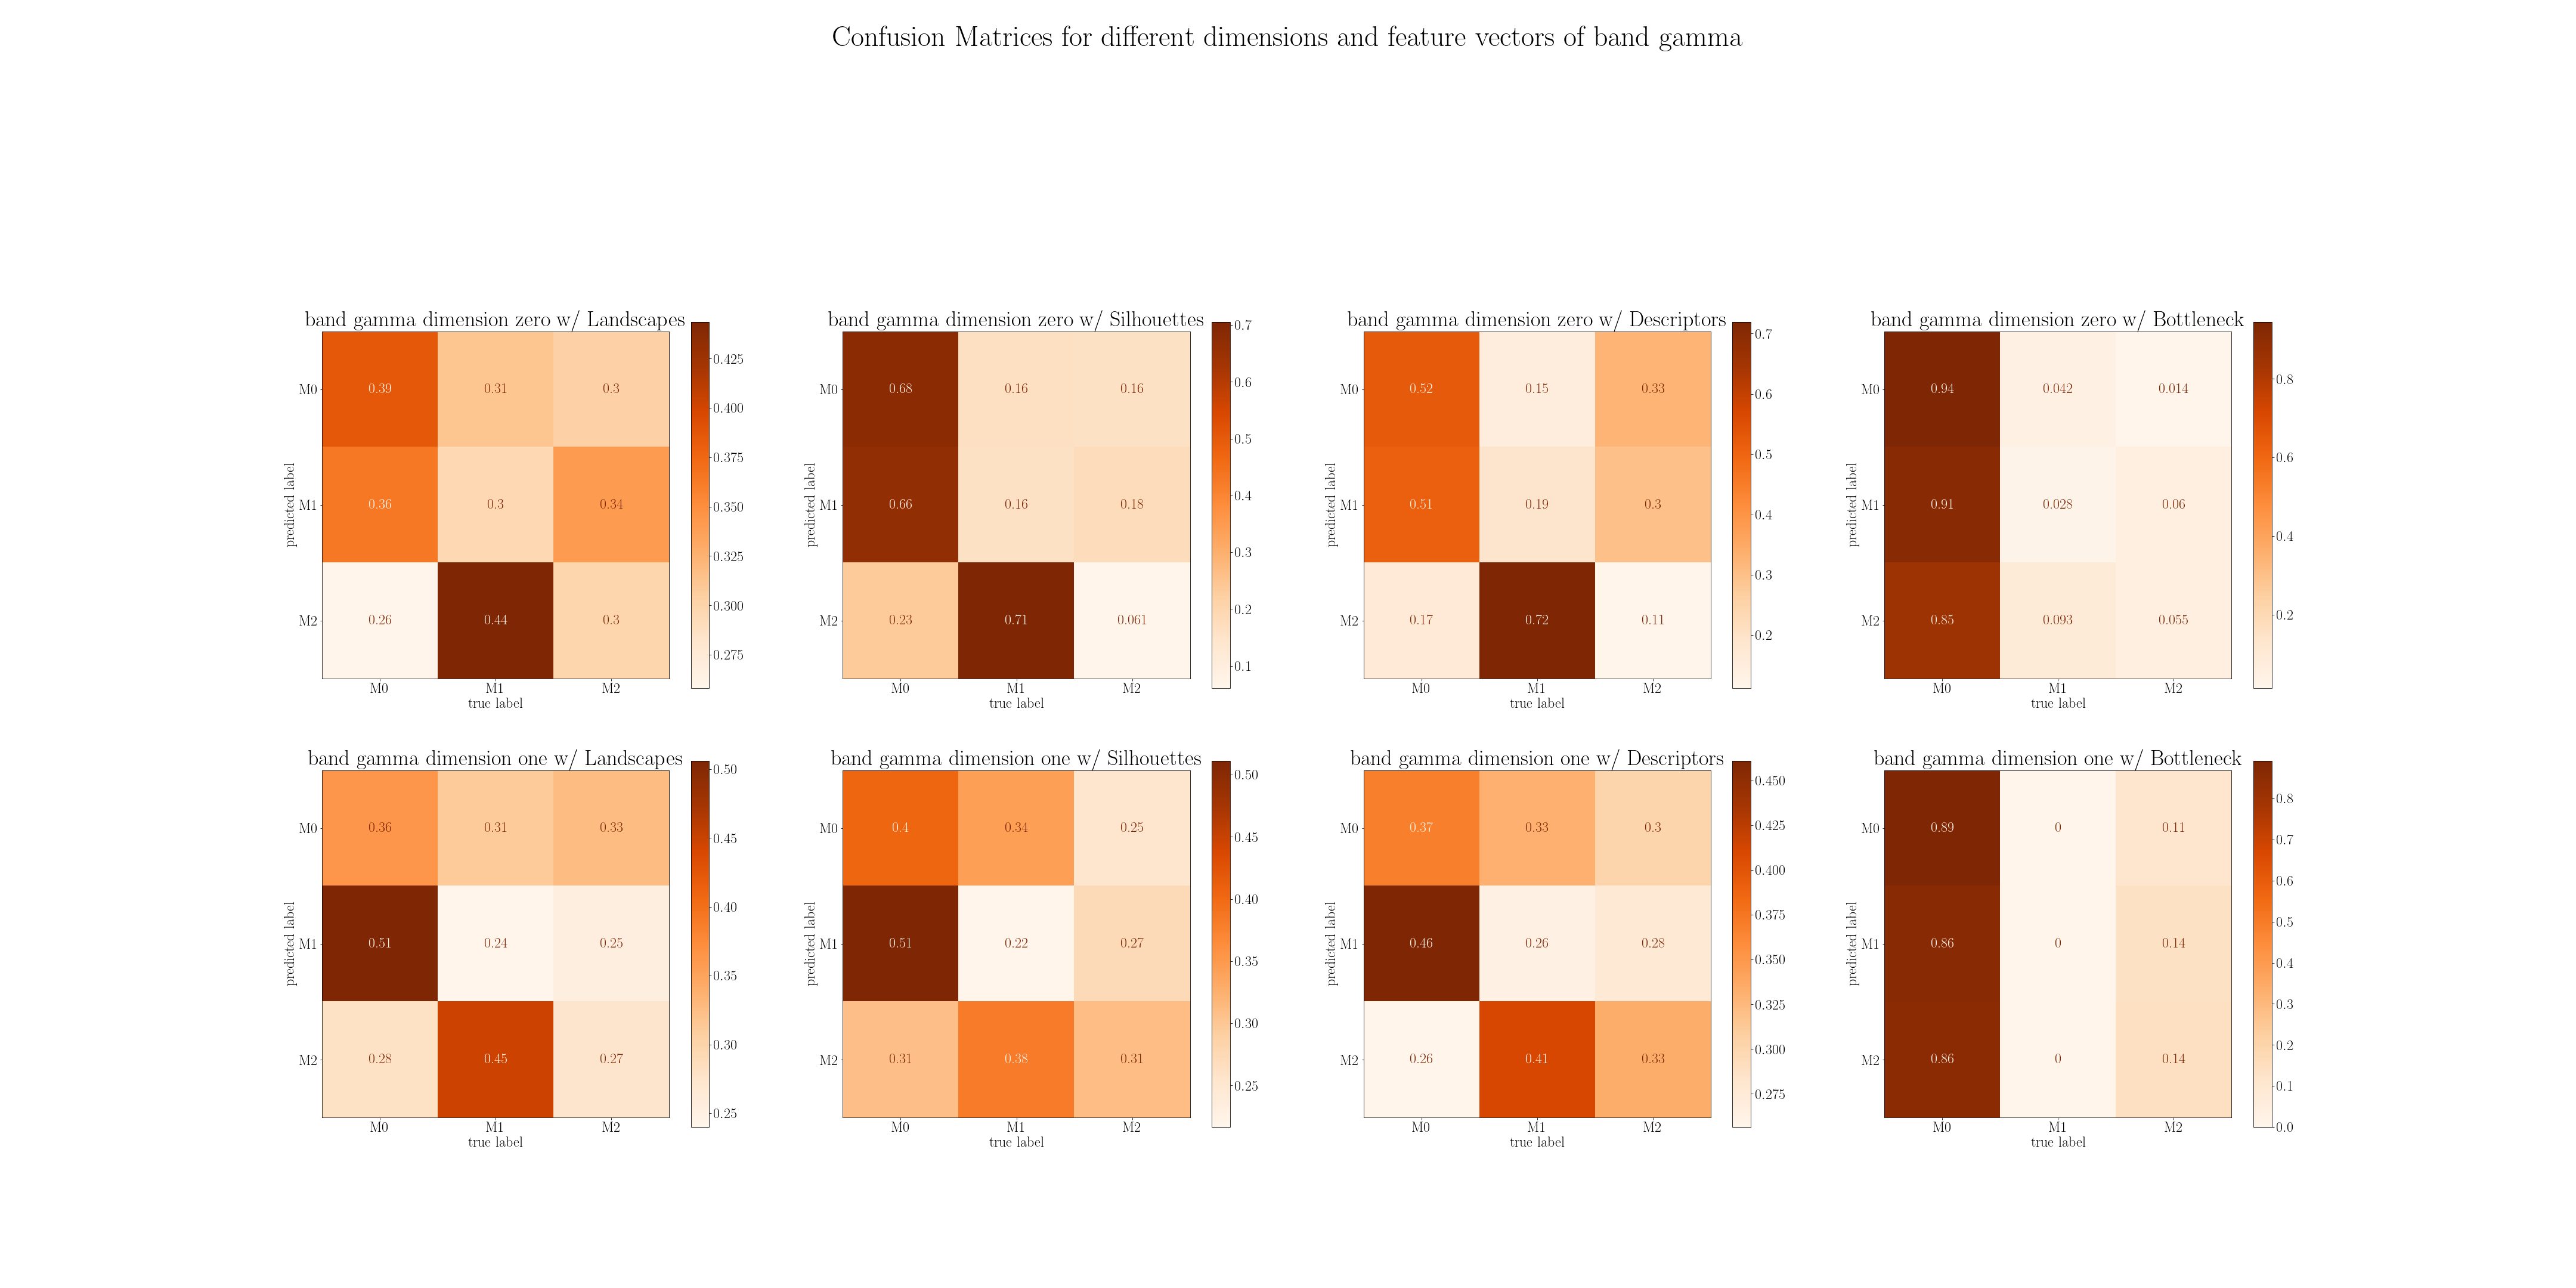 Confusion Matrices for different dimensions and feature vectors of band gamma
band gamma dimension zero w/ Landscapes
predicted label
M0 0.39 0.31 0.3
M1 0.36 0.3 0.34
M2 0.26 0.44 0.3
M0 M1 M2
true label
0.425
0.400
0.375
0.350
0.325
0.300
0.275
band gamma dimension zero w/ Silhouettes
predicted label
M0 0.68 0.16 0.16
M1 0.66 0.16 0.18
M2 0.23 0.71 0.061
M0 M1 M2
true label
0.7
0.6
0.5
0.4
0.3
0.2
0.1
band gamma dimension zero w/ Descriptors
predicted label
M0 0.52 0.15 0.33
M1 0.51 0.19 0.3
M2 0.17 0.72 0.11
M0 M1 M2
true label
0.7
0.6
0.5
0.4
0.3
0.2
band gamma dimension zero w/ Bottleneck
predicted label
M0 0.94 0.042 0.014
M1 0.91 0.028 0.06
M2 0.85 0.093 0.055
M0 M1 M2
true label
0.8
0.6
0.4
0.2
band gamma dimension one w/ Landscapes
predicted label
M0 0.36 0.31 0.33
M1 0.51 0.24 0.25
M2 0.28 0.45 0.27
M0 M1 M2
true label
0.50
0.45
0.40
0.35
0.30
0.25
band gamma dimension one w/ Silhouettes
predicted label
M0 0.4 0.34 0.25
M1 0.51 0.22 0.27
M2 0.31 0.38 0.31
M0 M1 M2
true label
0.50
0.45
0.40
0.35
0.30
0.25
band gamma dimension one w/ Descriptors
predicted label
M0 0.37 0.33 0.3
M1 0.46 0.26 0.28
M2 0.26 0.41 0.33
M0 M1 M2
true label
0.450
0.425
0.400
0.375
0.350
0.325
0.300
0.275
band gamma dimension one w/ Bottleneck
predicted label
M0 0.89 0 0.11
M1 0.86 0 0.14
M2 0.86 0 0.14
M0 M1 M2
true label
0.8
0.7
0.6
0.5
0.4
0.3
0.2
0.1
0.0